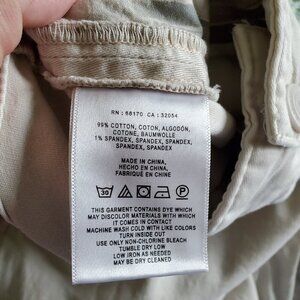 RN : 66170 CA : 32054
99% COTTON, COTON, ALGODÓN,
COTONE, BAUMWOLLE
1% SPANDEX, SPANDEX, SPANDEX,
SPANDEX, SPANDEX
MADE IN CHINA,
HECHO EN CHINA,
FABRIQUÉ EN CHINE
30 P
THIS GARMENT CONTAINS DYE WHICH
MAY DISCOLOR MATERIALS WITH WHICH
IT COMES IN CONTACT
MACHINE WASH COLD WITH LIKE COLORS
TURN INSIDE OUT
USE ONLY NON-CHLORINE BLEACH
TUMBLE DRY LOW
LOW IRON AS NEEDED
MAY BE DRY CLEANED